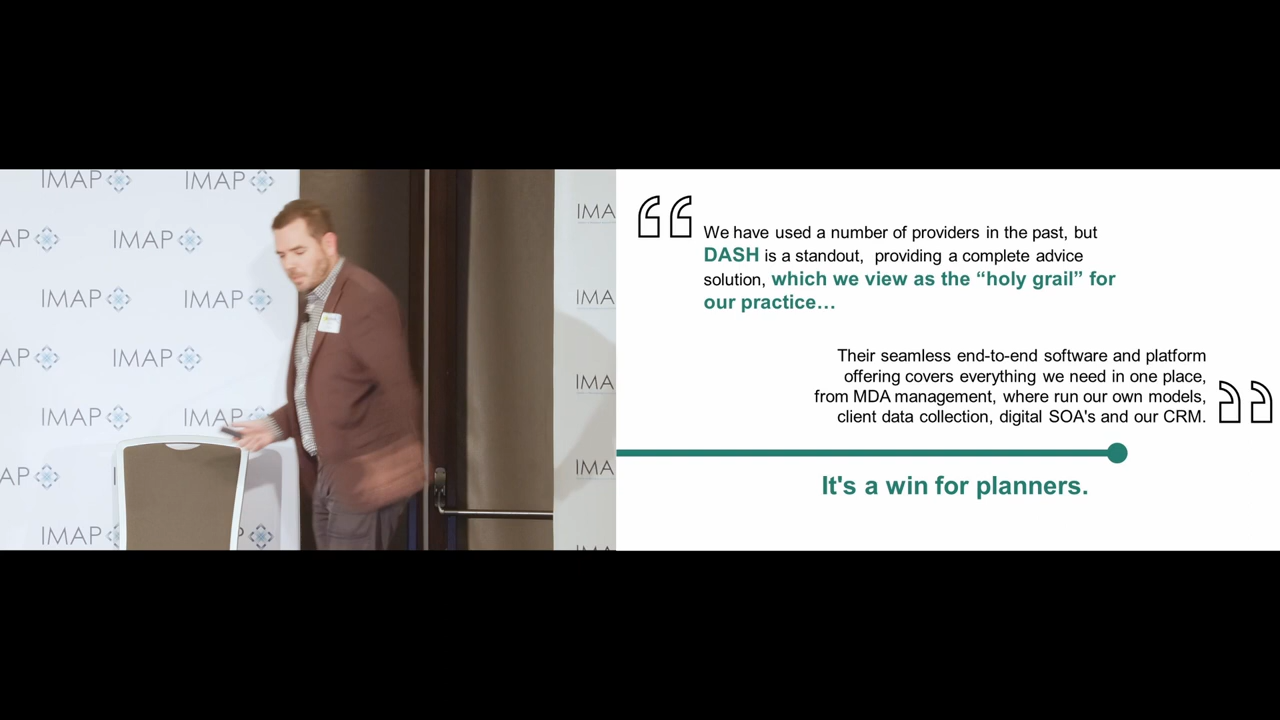 IMAP IMAP
IMA
AP IMAP
IMAP IMAP
IMA
AP IMAP
IMA
IMAP IMAP
AP
IMA
IMAP
“
We have used a number of providers in the past, but
DASH is a standout, providing a complete advice
solution, which we view as the “holy grail” for
our practice…
Their seamless end-to-end software and platform
offering covers everything we need in one place,
from MDA management, where run our own models,
client data collection, digital SOA's and our CRM.
”
It's a win for planners.